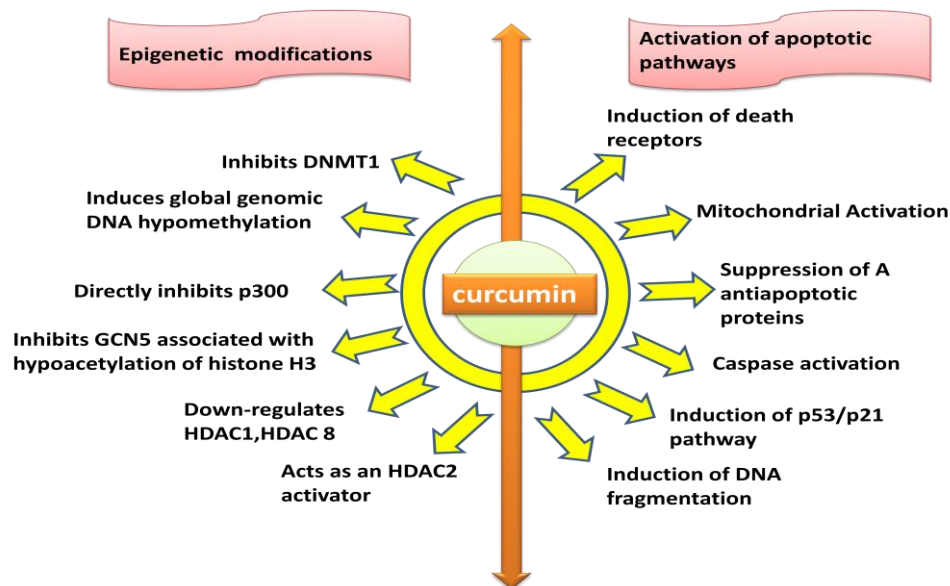 Epigenetic  modifications
Activation of apoptotic
pathways
Inhibits DNMT1
Induces global genomic
DNA hypomethylation
Directly inhibits p300
Inhibits GCN5 associated with
hypoacetylation of histone H3
Down-regulates
HDAC1,HDAC 8
Acts as an HDAC2
activator
curcumin
Induction of death
receptors
Mitochondrial Activation
Suppression of A
antiapoptotic
proteins
Caspase activation
Induction of p53/p21
pathway
Induction of DNA
fragmentation